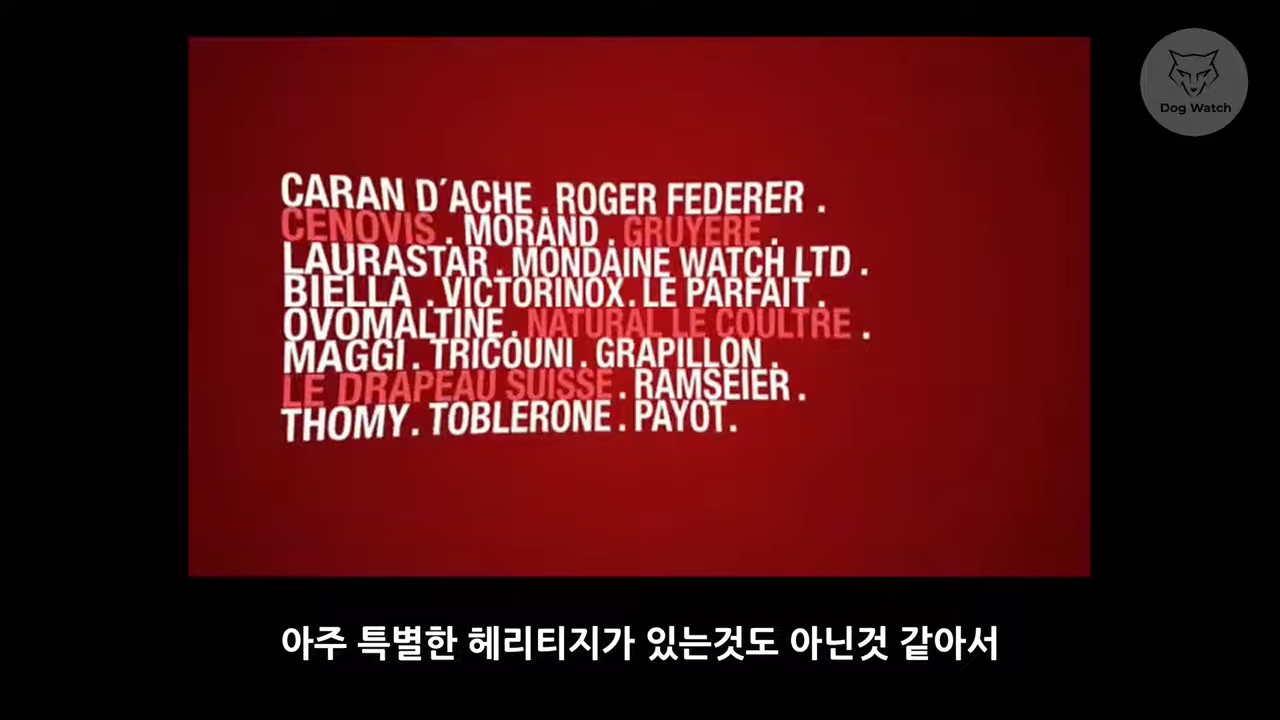 Dog Watch
CARAN D´ACHE . ROGER FEDERER .
CENOVIS . MORAND . GRUYERE .
LAURASTAR . MONDAINE WATCH LTD .
BIELLA . VICTORINOX . LE PARFAIT .
OVOMALTINE . NATURAL LE COULTRE .
MAGGI . TRICOUNI . GRAPILLON .
LE DRAPEAU SUISSE . RAMSEIER .
THOMY . TOBLERONE . PAYOT .
아주 특별한 헤리티지가 있는것도 아닌것 같아서